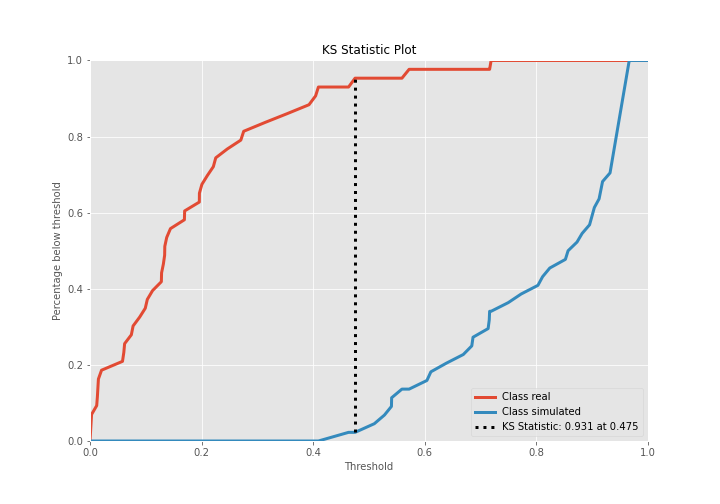 KS Statistic Plot
1.0
0.8
0.6
0.4
0.2
0.0
Percentage below threshold
Class real
Class simulated
KS Statistic: 0.931 at 0.475
0.0 0.2 0.4 0.6 0.8 1.0
Threshold